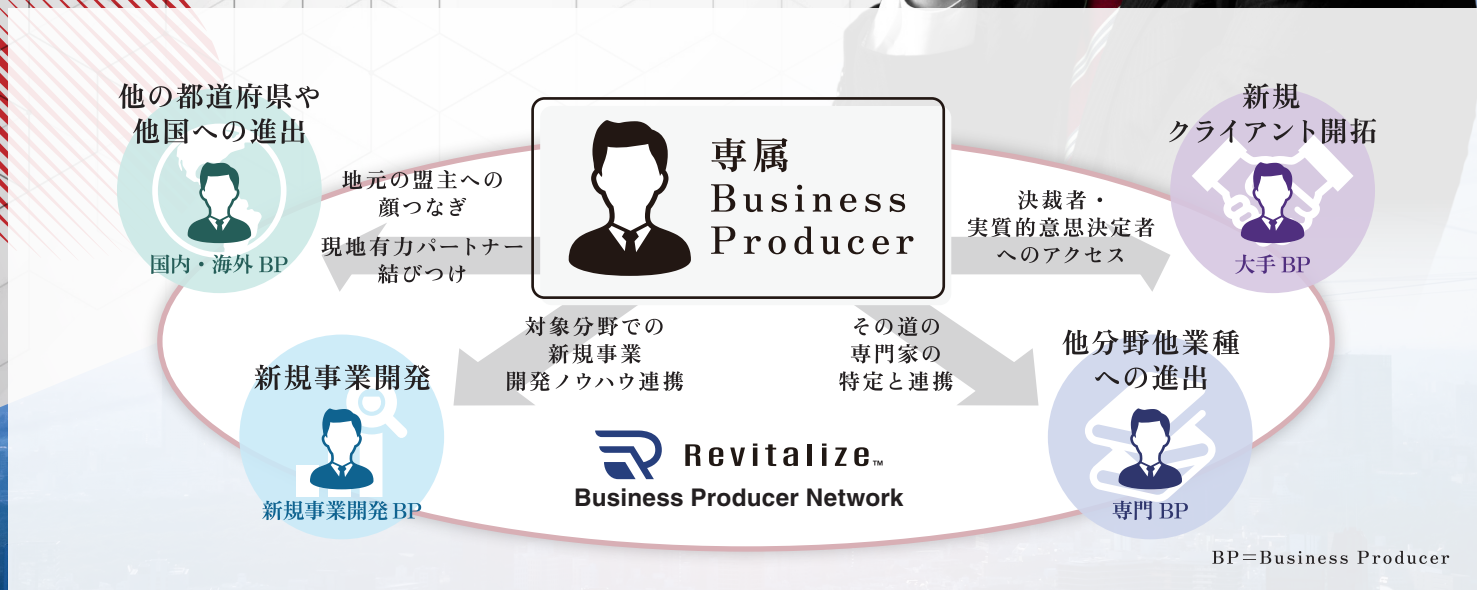 他の都道府県や
他国への進出
国内・海外 BP
地元の盟主への
顔つなぎ
現地有力パートナー
結びつけ
専属
Business
Producer
決裁者・
実質的意思決定者
へのアクセス
新規
クライアント開拓
大手 BP
新規事業開発
新規事業開発 BP
対象分野での
新規事業
開発ノウハウ連携
その道の
専門家の
特定と連携
他分野他業種
への進出
専門 BP
Revitalize™
Business Producer Network
BP＝Business Producer